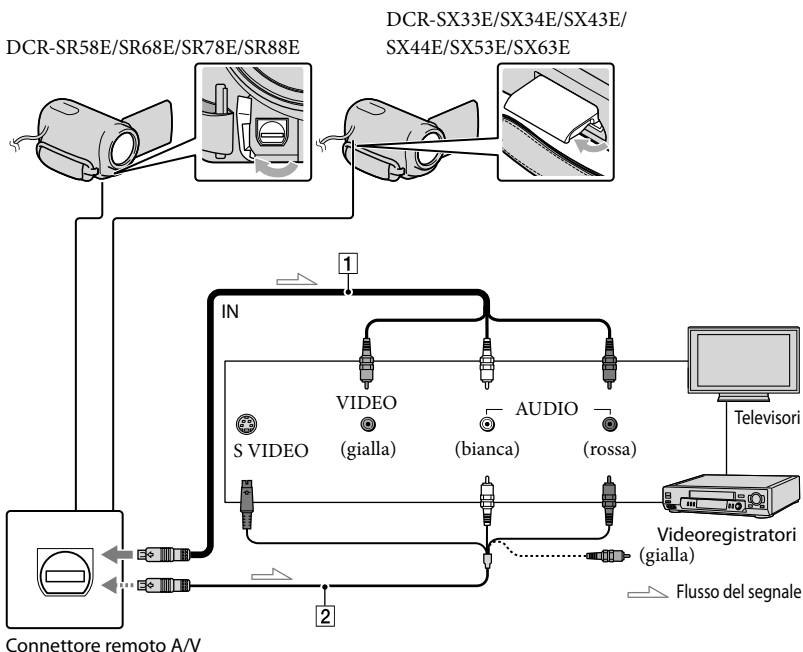 DCR-SX33E/SX34E/SX43E/
SX44E/SX53E/SX63E
DCR-SR58E/SR68E/SR78E/SR88E
1
IN
VIDEO
AUDIO
S VIDEO
(gialla)
(bianca)
(rossa)
Televisori
Videoregistratori
(gialla)
Flusso del segnale
2
Connettore remoto A/V